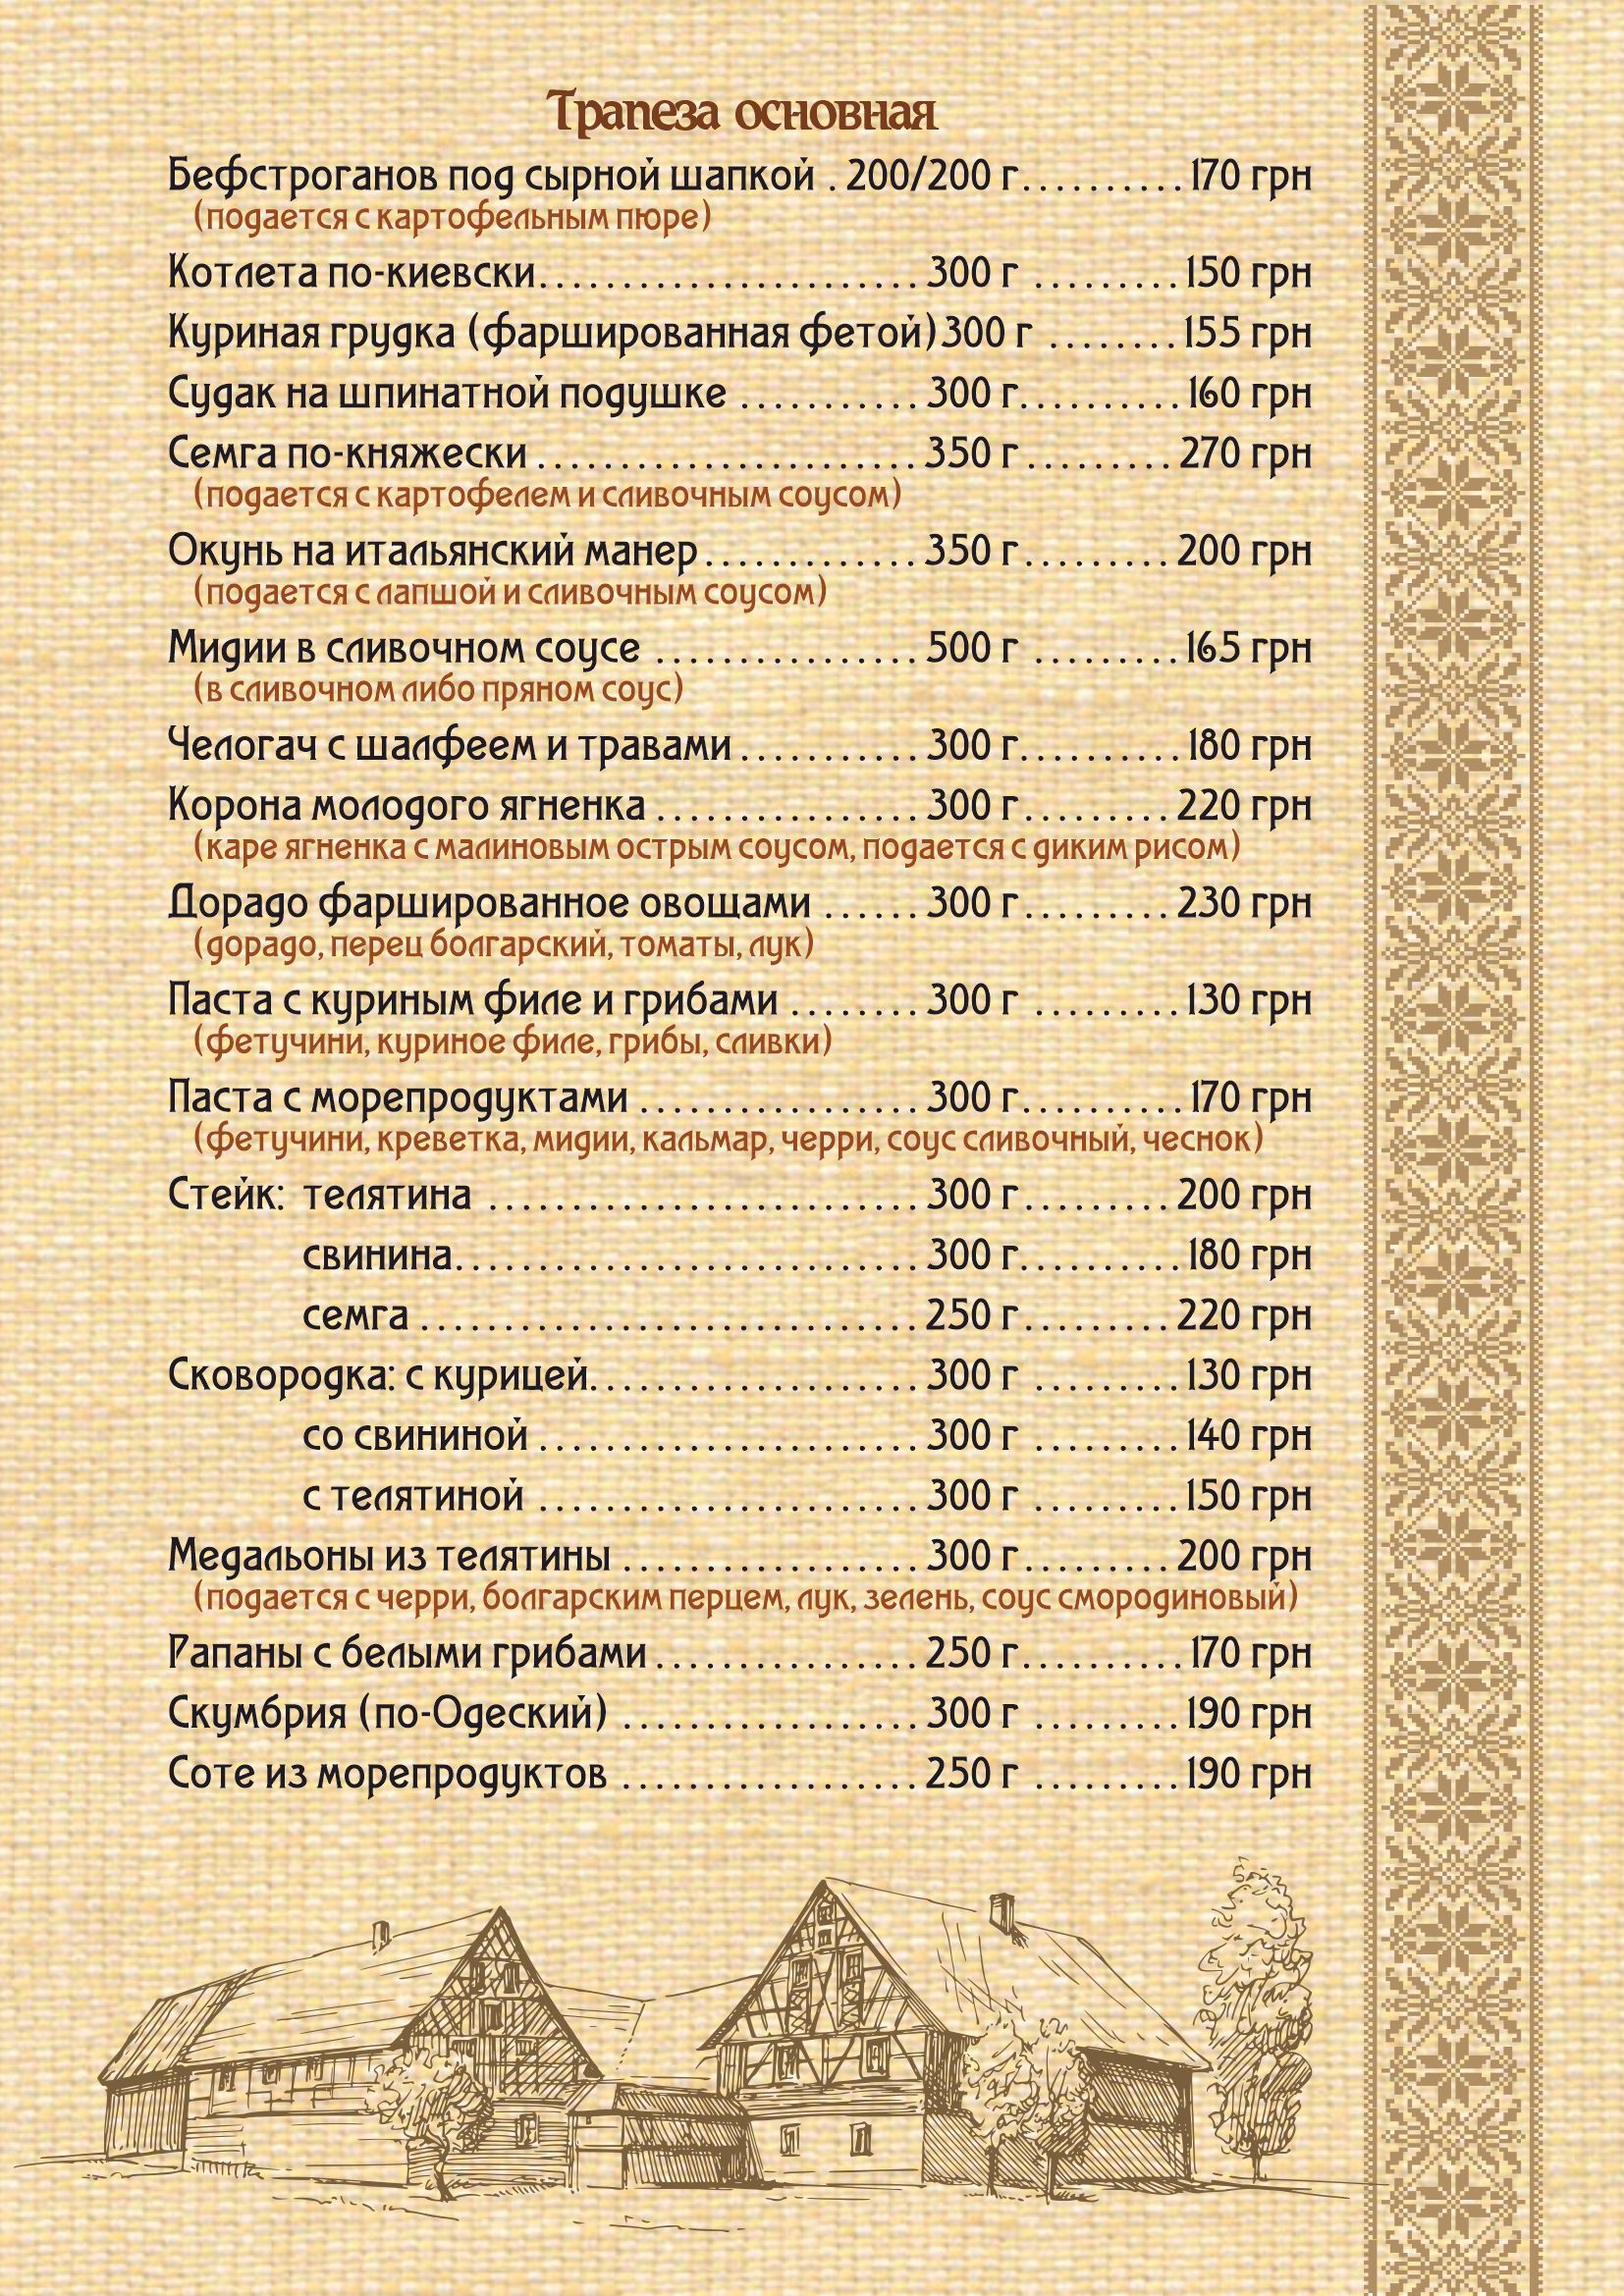 Трапеза основная
Бефстроганов под сырной шапкой . 200/200 г.......... 170 грн
(подается с картофельным пюре)
Котлета по-киевски....................... 300 г ......... 150 грн
Куриная грудка (фаршированная фетой) 300 г ........ 155 грн
Судак на шпинатной подушке ........... 300 г.......... 160 грн
Семга по-княжески ....................... 350 г ......... 270 грн
(подается с картофелем и сливочным соусом)
Окунь на итальянский манер ............. 350 г ......... 200 грн
(подается с лапшой и сливочным соусом)
Мидии в сливочном соусе ................ 500 г ......... 165 грн
(в сливочном либо пряном соус)
Челогач с шалфеем и травами ........... 300 г.......... 180 грн
Корона молодого ягненка ................ 300 г ......... 220 грн
(каре ягненка с малиновым острым соусом, подается с диким рисом)
Дорадо фаршированное овощами ...... 300 г ......... 230 грн
(дорадо, перец болгарский, томаты, лук)
Паста с куриным филе и грибами ........ 300 г ......... 130 грн
(фетучини, куриное филе, грибы, сливки)
Паста с морепродуктами ................. 300 г.......... 170 грн
(фетучини, креветка, мидии, кальмар, черри, соус сливочный, чеснок)
Стейк: телятина .......................... 300 г ......... 200 грн
свинина............................ 300 г.......... 180 грн
семга .............................. 250 г ......... 220 грн
Сковородка: с курицей.................... 300 г ......... 130 грн
со свининой ....................... 300 г ......... 140 грн
с телятиной ....................... 300 г ......... 150 грн
Медальоны из телятины .................. 300 г ......... 200 грн
(подается с черри, болгарским перцем, лук, зелень, соус смородиновый)
Рапаны с белыми грибами ................ 250 г.......... 170 грн
Скумбрия (по-Одеский) .................. 300 г ......... 190 грн
Соте из морепродуктов .................. 250 г ......... 190 грн